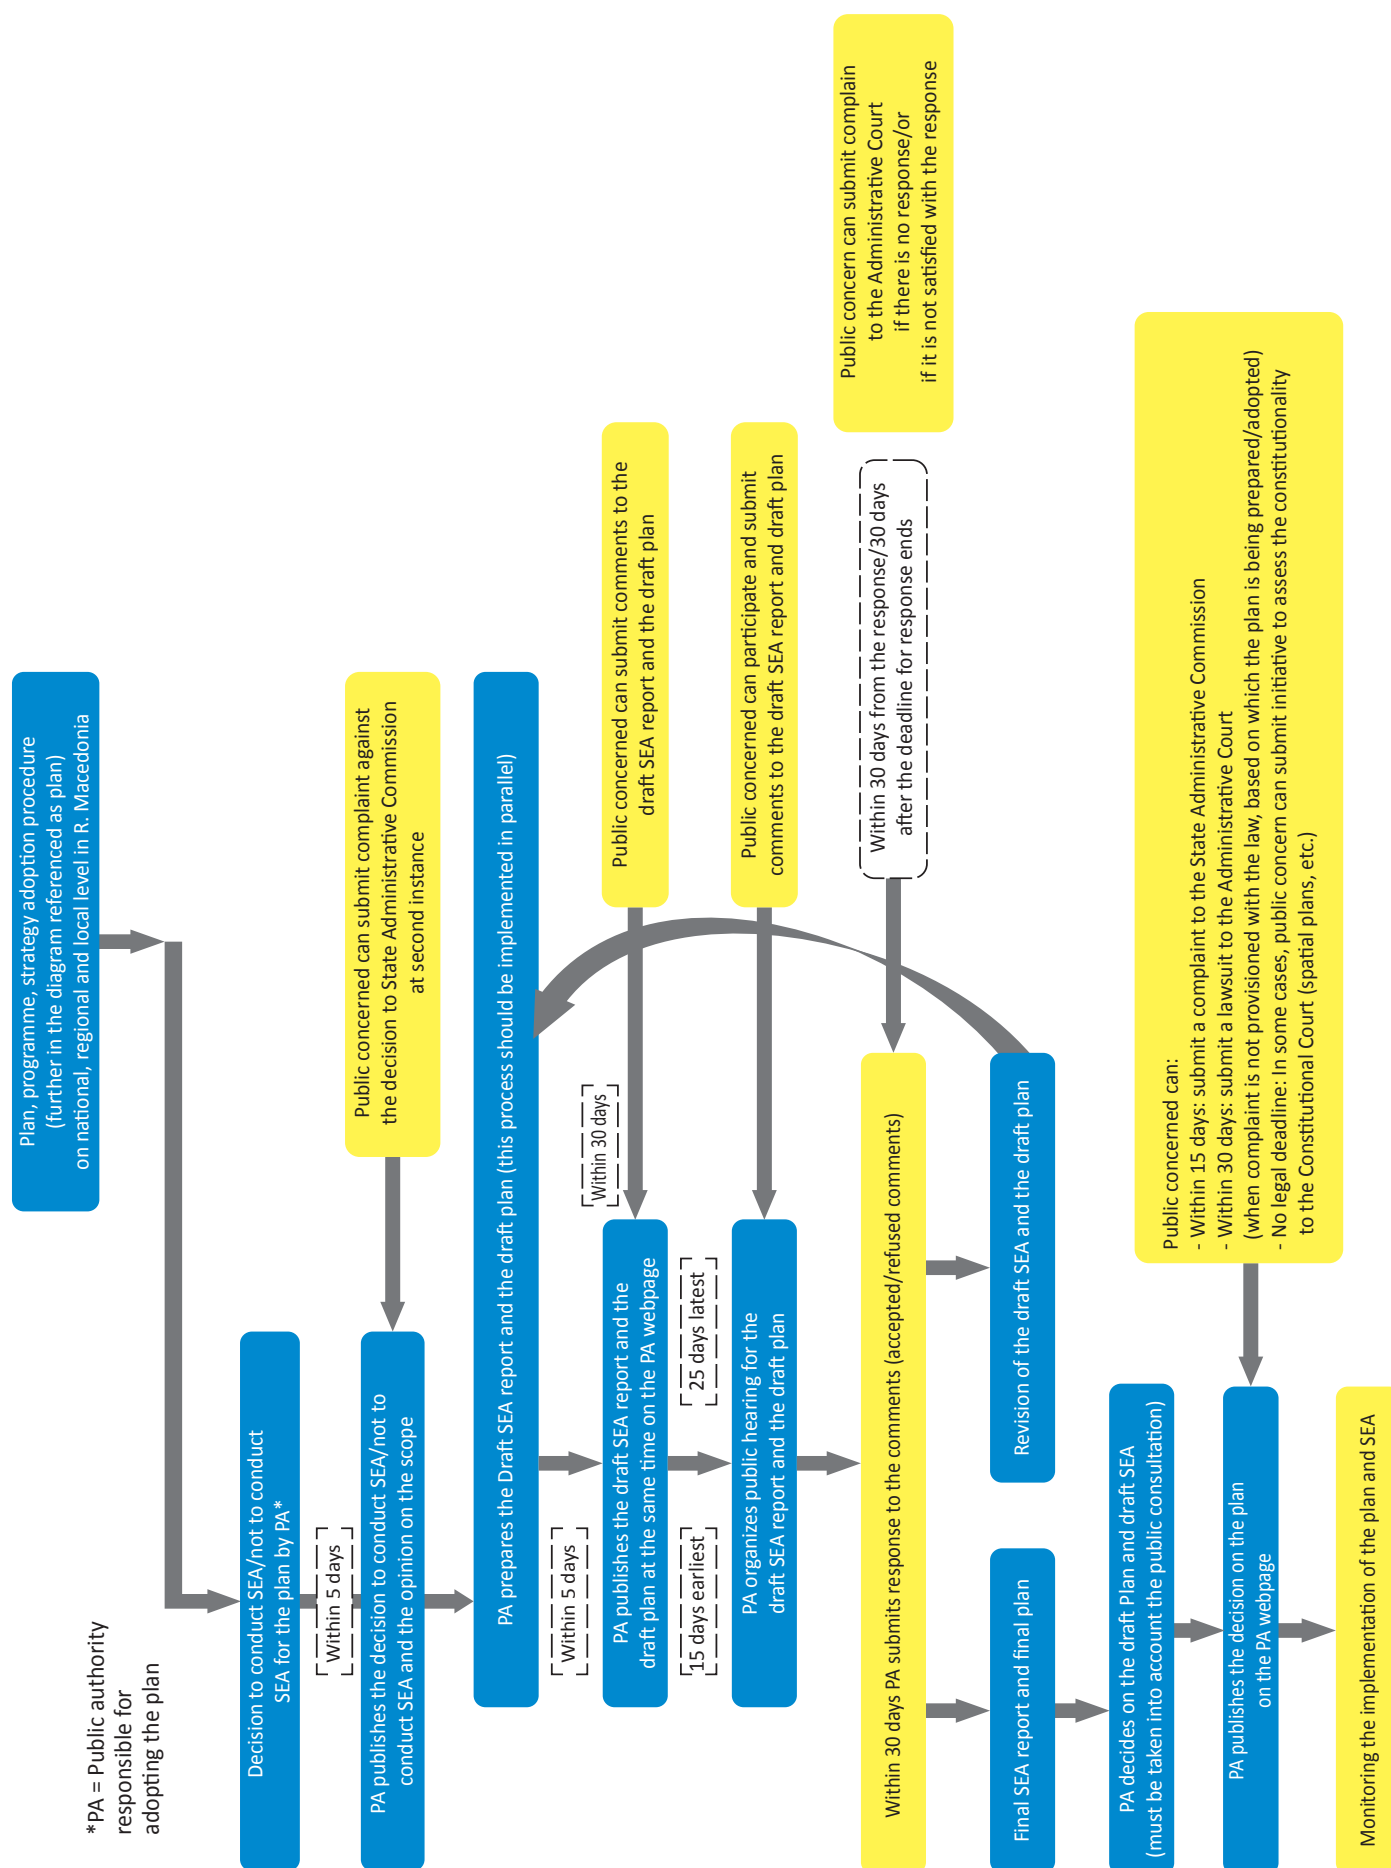 Plan, programme, strategy adoption procedure
(further in the diagram referenced as plan)
on national, regional and local level in R. Macedonia
*PA = Public authority
responsible for
adopting the plan
Decision to conduct SEA/not to conduct
SEA for the plan by PA*
Within 5 days
PA publishes the decision to conduct SEA/not to
conduct SEA and the opinion on the scope
Public concerned can submit complaint against
the decision to State Administrative Commission
at second instance
PA prepares the Draft SEA report and the draft plan (this process should be implemented in parallel)
Within 5 days
PA publishes the draft SEA report and the
draft plan at the same time on the PA webpage
Within 30 days
Public concerned can submit comments to the
draft SEA report and the draft plan
15 days earliest
25 days latest
PA organizes public hearing for the
draft SEA report and the draft plan
Public concerned can participate and submit
comments to the draft SEA report and draft plan
Within 30 days PA submits response to the comments (accepted/refused comments)
Within 30 days from the response/30 days
after the deadline for response ends
Public concern can submit complain
to the Administrative Court
if there is no response/or
if it is not satisfied with the response
Final SEA report and final plan
Revision of the draft SEA and the draft plan
PA decides on the draft Plan and draft SEA
(must be taken into account the public consultation)
PA publishes the decision on the plan
on the PA webpage
Public concerned can:
- Within 15 days: submit a complaint to the State Administrative Commission
- Within 30 days: submit a lawsuit to the Administrative Court
(when complaint is not provisioned with the law, based on which the plan is being prepared/adopted)
- No legal deadline: In some cases, public concern can submit initiative to assess the constitutionality
to the Constitutional Court (spatial plans, etc.)
Monitoring the implementation of the plan and SEA